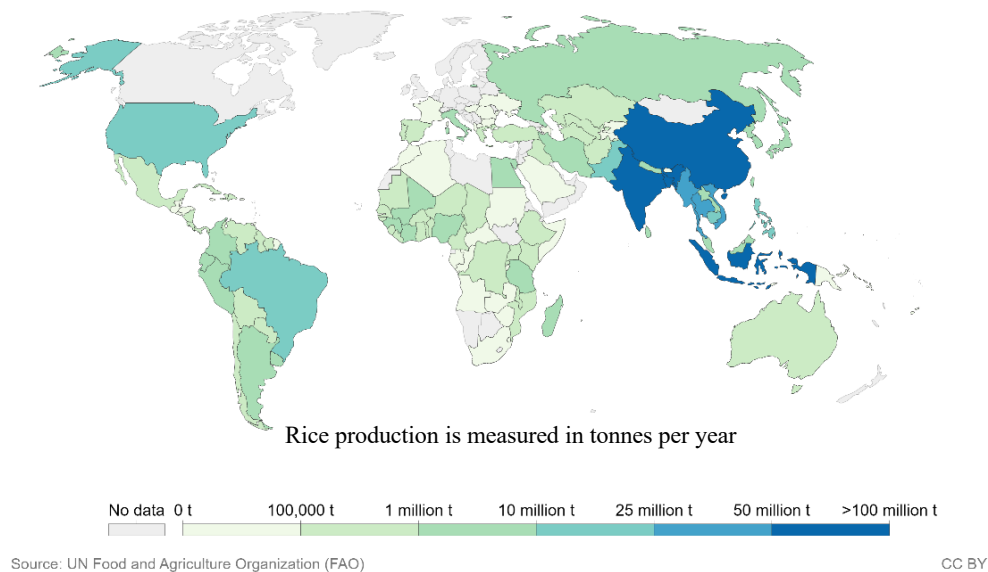 Rice production is measured in tonnes per year
No data 0 t 100,000 t 1 million t 10 million t 25 million t 50 million t >100 million t
Source: UN Food and Agriculture Organization (FAO) CC BY